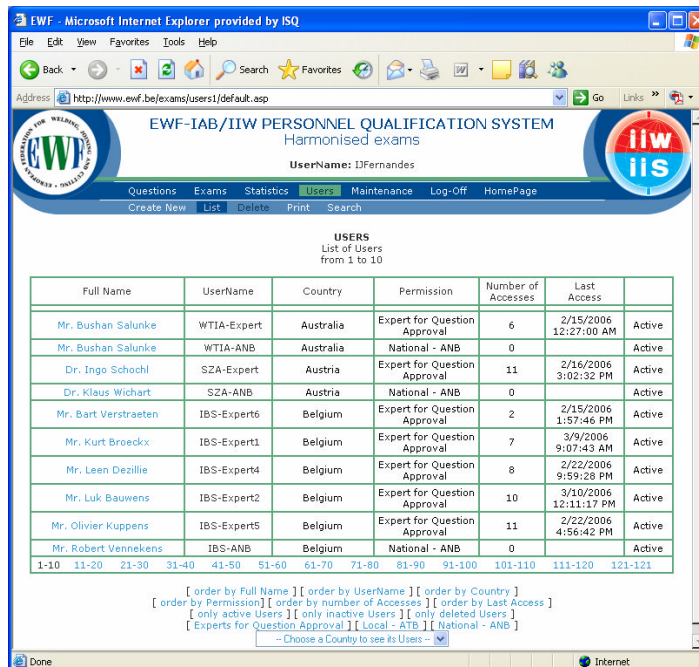 EWF - Microsoft Internet Explorer provided by ISQ
File Edit View Favorites Tools Help
Back Search Favorites
Address http://www.ewf.be/exams/users1/default.asp Go Links »
EWF-IAB/IIW PERSONNEL QUALIFICATION SYSTEM
Harmonised exams
UserName: IJFernandes
EUROPEAN FEDERATION FOR WELDING, JOINING AND CUTTING
EWF
iiw
iis
Questions Exams Statistics Users Maintenance Log-Off HomePage
Create New List Delete Print Search
USERS
List of Users
from 1 to 10
Full Name UserName Country Permission Number of Accesses Last Access
Mr. Bushan Salunke WTIA-Expert Australia Expert for Question Approval 6 2/15/2006 12:27:00 AM Active
Mr. Bushan Salunke WTIA-ANB Australia National - ANB 0 Active
Dr. Ingo Schochl SZA-Expert Austria Expert for Question Approval 11 2/16/2006 3:02:32 PM Active
Dr. Klaus Wichart SZA-ANB Austria National - ANB 0 Active
Mr. Bart Verstraeten IBS-Expert6 Belgium Expert for Question Approval 2 2/15/2006 1:57:46 PM Active
Mr. Kurt Broeckx IBS-Expert1 Belgium Expert for Question Approval 7 3/9/2006 9:07:43 AM Active
Mr. Leen Dezillie IBS-Expert4 Belgium Expert for Question Approval 8 2/22/2006 9:59:28 PM Active
Mr. Luk Bauwens IBS-Expert2 Belgium Expert for Question Approval 10 3/10/2006 12:11:17 PM Active
Mr. Olivier Kuppens IBS-Expert5 Belgium Expert for Question Approval 11 2/22/2006 4:56:42 PM Active
Mr. Robert Vennekens IBS-ANB Belgium National - ANB 0 Active
1-10 11-20 21-30 31-40 41-50 51-60 61-70 71-80 81-90 91-100 101-110 111-120 121-121
[ order by Full Name ][ order by UserName ][ order by Country ]
[ order by Permission][ order by number of Accesses ][ order by Last Access ]
[ only active Users ][ only inactive Users ][ only deleted Users ]
[ Experts for Question Approval ][ Local - ATB ][ National - ANB ]
-- Choose a Country to see its Users --
Done Internet